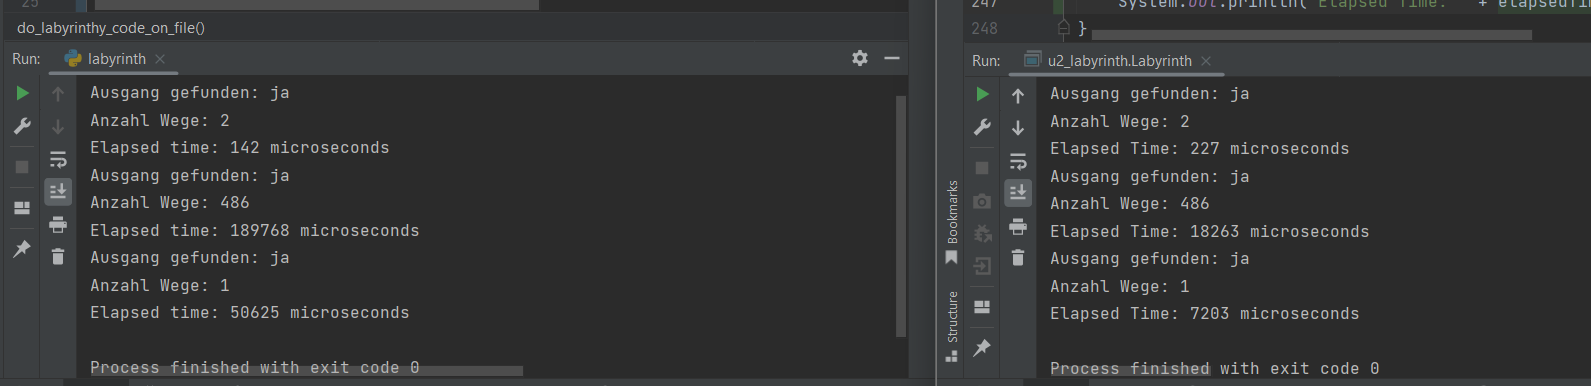 25
do_labyrinthy_code_on_file()
Run: labyrinth
Ausgang gefunden: ja
Anzahl Wege: 2
Elapsed time: 142 microseconds
Ausgang gefunden: ja
Anzahl Wege: 486
Elapsed time: 189768 microseconds
Ausgang gefunden: ja
Anzahl Wege: 1
Elapsed time: 50625 microseconds
Process finished with exit code 0
247 System.out.println("Elapsed Time: " + elapsedTim
248 }
Bookmarks
Structure
Run: u2_labyrinth.Labyrinth
Ausgang gefunden: ja
Anzahl Wege: 2
Elapsed Time: 227 microseconds
Ausgang gefunden: ja
Anzahl Wege: 486
Elapsed Time: 18263 microseconds
Ausgang gefunden: ja
Anzahl Wege: 1
Elapsed Time: 7203 microseconds
Process finished with exit code 0